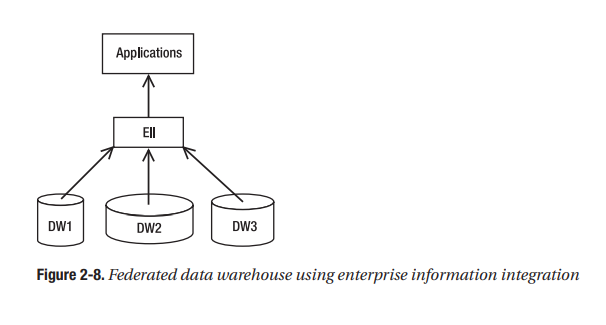 Applications
EII
DW1
DW2
DW3
Figure 2-8. Federated data warehouse using enterprise information integration